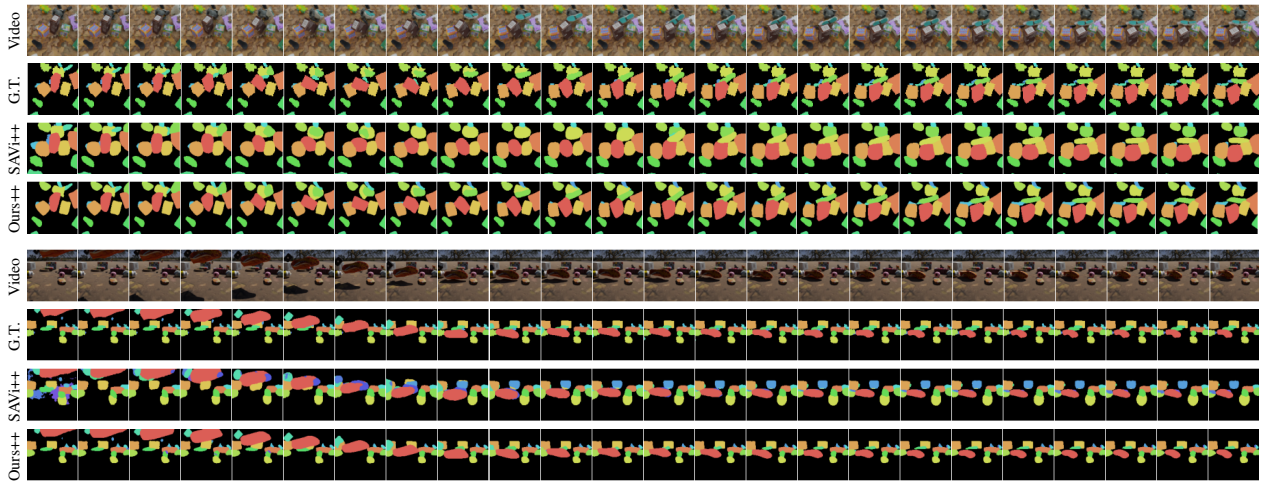 Video
G.T.
SAVi++
Ours++
Video
G.T.
SAVi++
Ours++